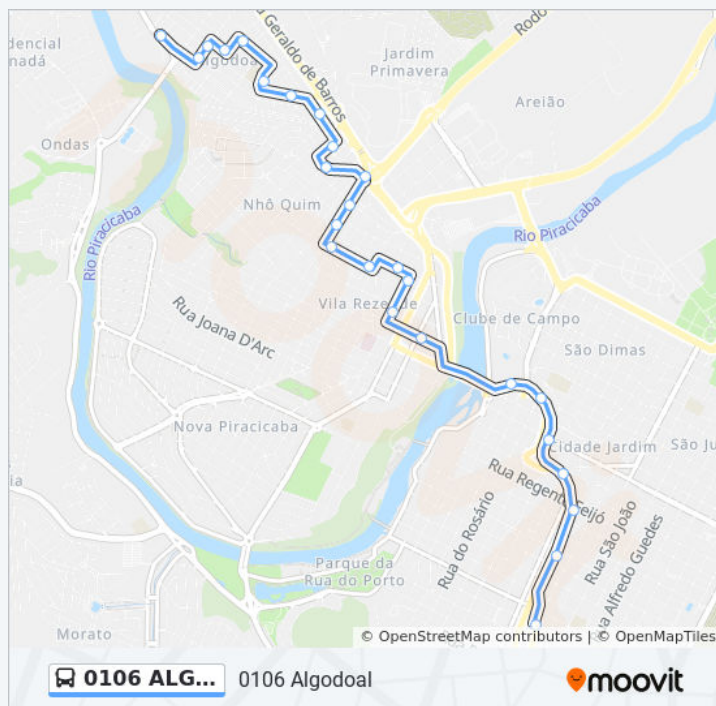 dencial
nadá
u Geraldo de Barros
Rodo
Jardim
Primavera
Algodoa
Areião
Ondas
Rio Piracicaba
Nhô Quim
Rio Piracicaba
Rua Joana D'Arc
Vila Rezende
Clube de Campo
São Dimas
Nova Piracicaba
Cidade Jardim
São Ju
ia
Rua Regente Feijó
Rua do Rosário
Rua São João
na Alfredo Guedes
Parque da
Rua do Porto
Morato
© OpenStreetMap contributors | © OpenMapTiles
0106 ALG...
0106 Algodoal
moovit